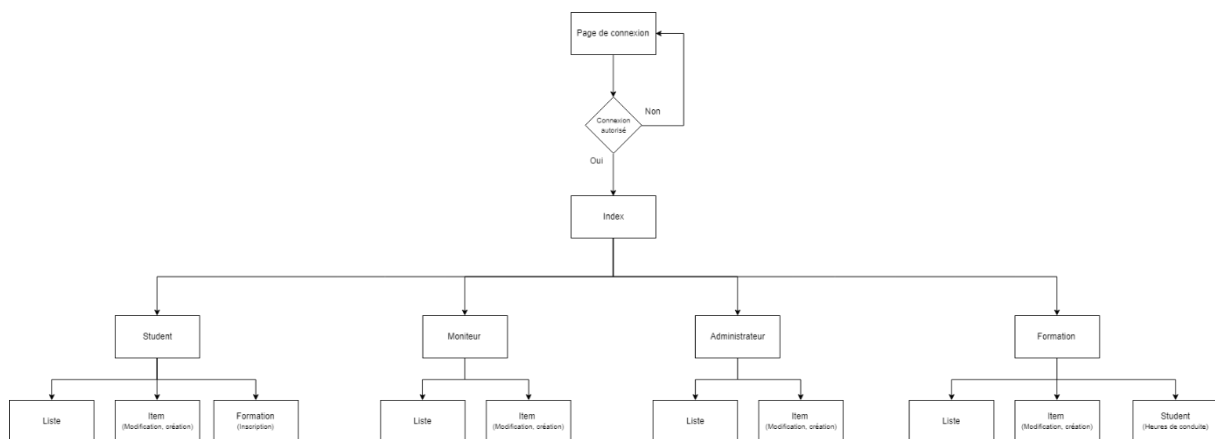 Page de connexion
Non
Connexion
autorisé
Oui
Index
Student
Moniteur
Administrateur
Formation
Liste
Item
(Modification, création)
Formation
(Inscription)
Liste
Item
(Modification, création)
Liste
Item
(Modification, création)
Liste
Item
(Modification, création)
Student
(Heures de conduite)